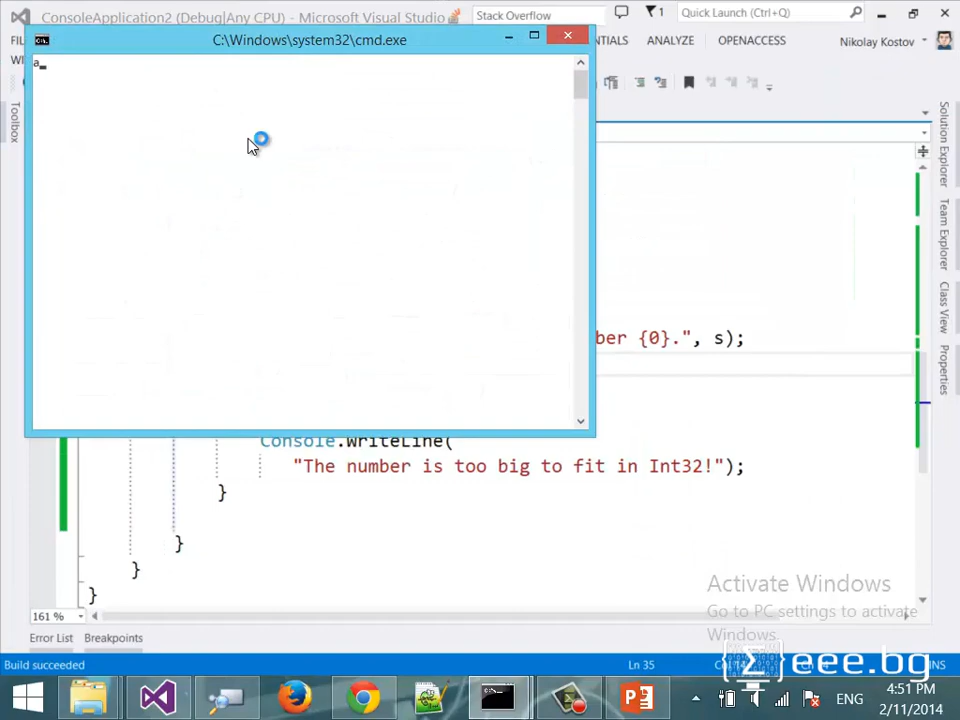 ConsoleApplication2 (Debug|Any CPU) - Microsoft Visual Studio
Stack Overflow
1
Quick Launch (Ctrl+Q)
C:\Windows\system32\cmd.exe
ANALYZE
OPENACCESS
Nikolay Kostov
a
Toolbox
Solution Explorer
Team Explorer
Class View
Properties
ber {0}.", s);
Console.WriteLine(
"The number is too big to fit in Int32!");
}
}
}
}
Activate Windows
Go to PC settings to activate
Windows.
161 %
Error List
Breakpoints
Build succeeded
Ln 35
INS
eee.bg
ENG
4:51 PM
2/11/2014